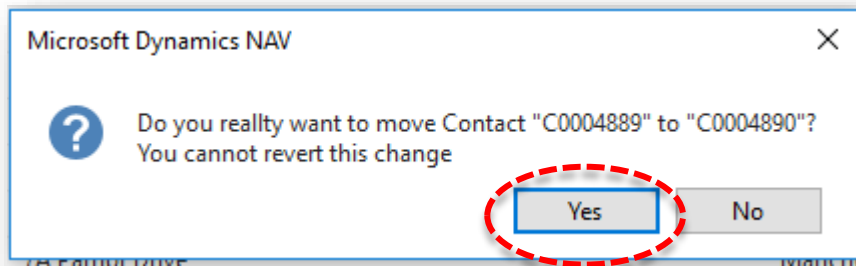 Microsoft Dynamics NAV
Do you reallty want to move Contact "C0004889" to "C0004890"?
You cannot revert this change
Yes No